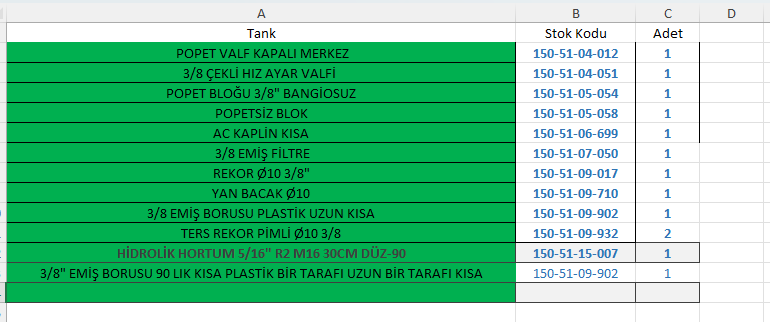 A B C D
Tank Stok Kodu Adet
POPET VALF KAPALI MERKEZ 150-51-04-012 1
3/8 ÇEKLİ HIZ AYAR VALFİ 150-51-04-051 1
POPET BLOĞU 3/8" BANGİOSUZ 150-51-05-054 1
POPETSİZ BLOK 150-51-05-058 1
AC KAPLİN KISA 150-51-06-699 1
3/8 EMİŞ FİLTRE 150-51-07-050 1
REKOR Ø10 3/8" 150-51-09-017 1
YAN BACAK Ø10 150-51-09-710 1
3/8 EMİŞ BORUSU PLASTİK UZUN KISA 150-51-09-902 1
TERS REKOR PİMLİ Ø10 3/8 150-51-09-932 2
HİDROLİK HORTUM 5/16" R2 M16 30CM DÜZ-90 150-51-15-007 1
3/8" EMİŞ BORUSU 90 LIK KISA PLASTİK BİR TARAFI UZUN BİR TARAFI KISA 150-51-09-902 1